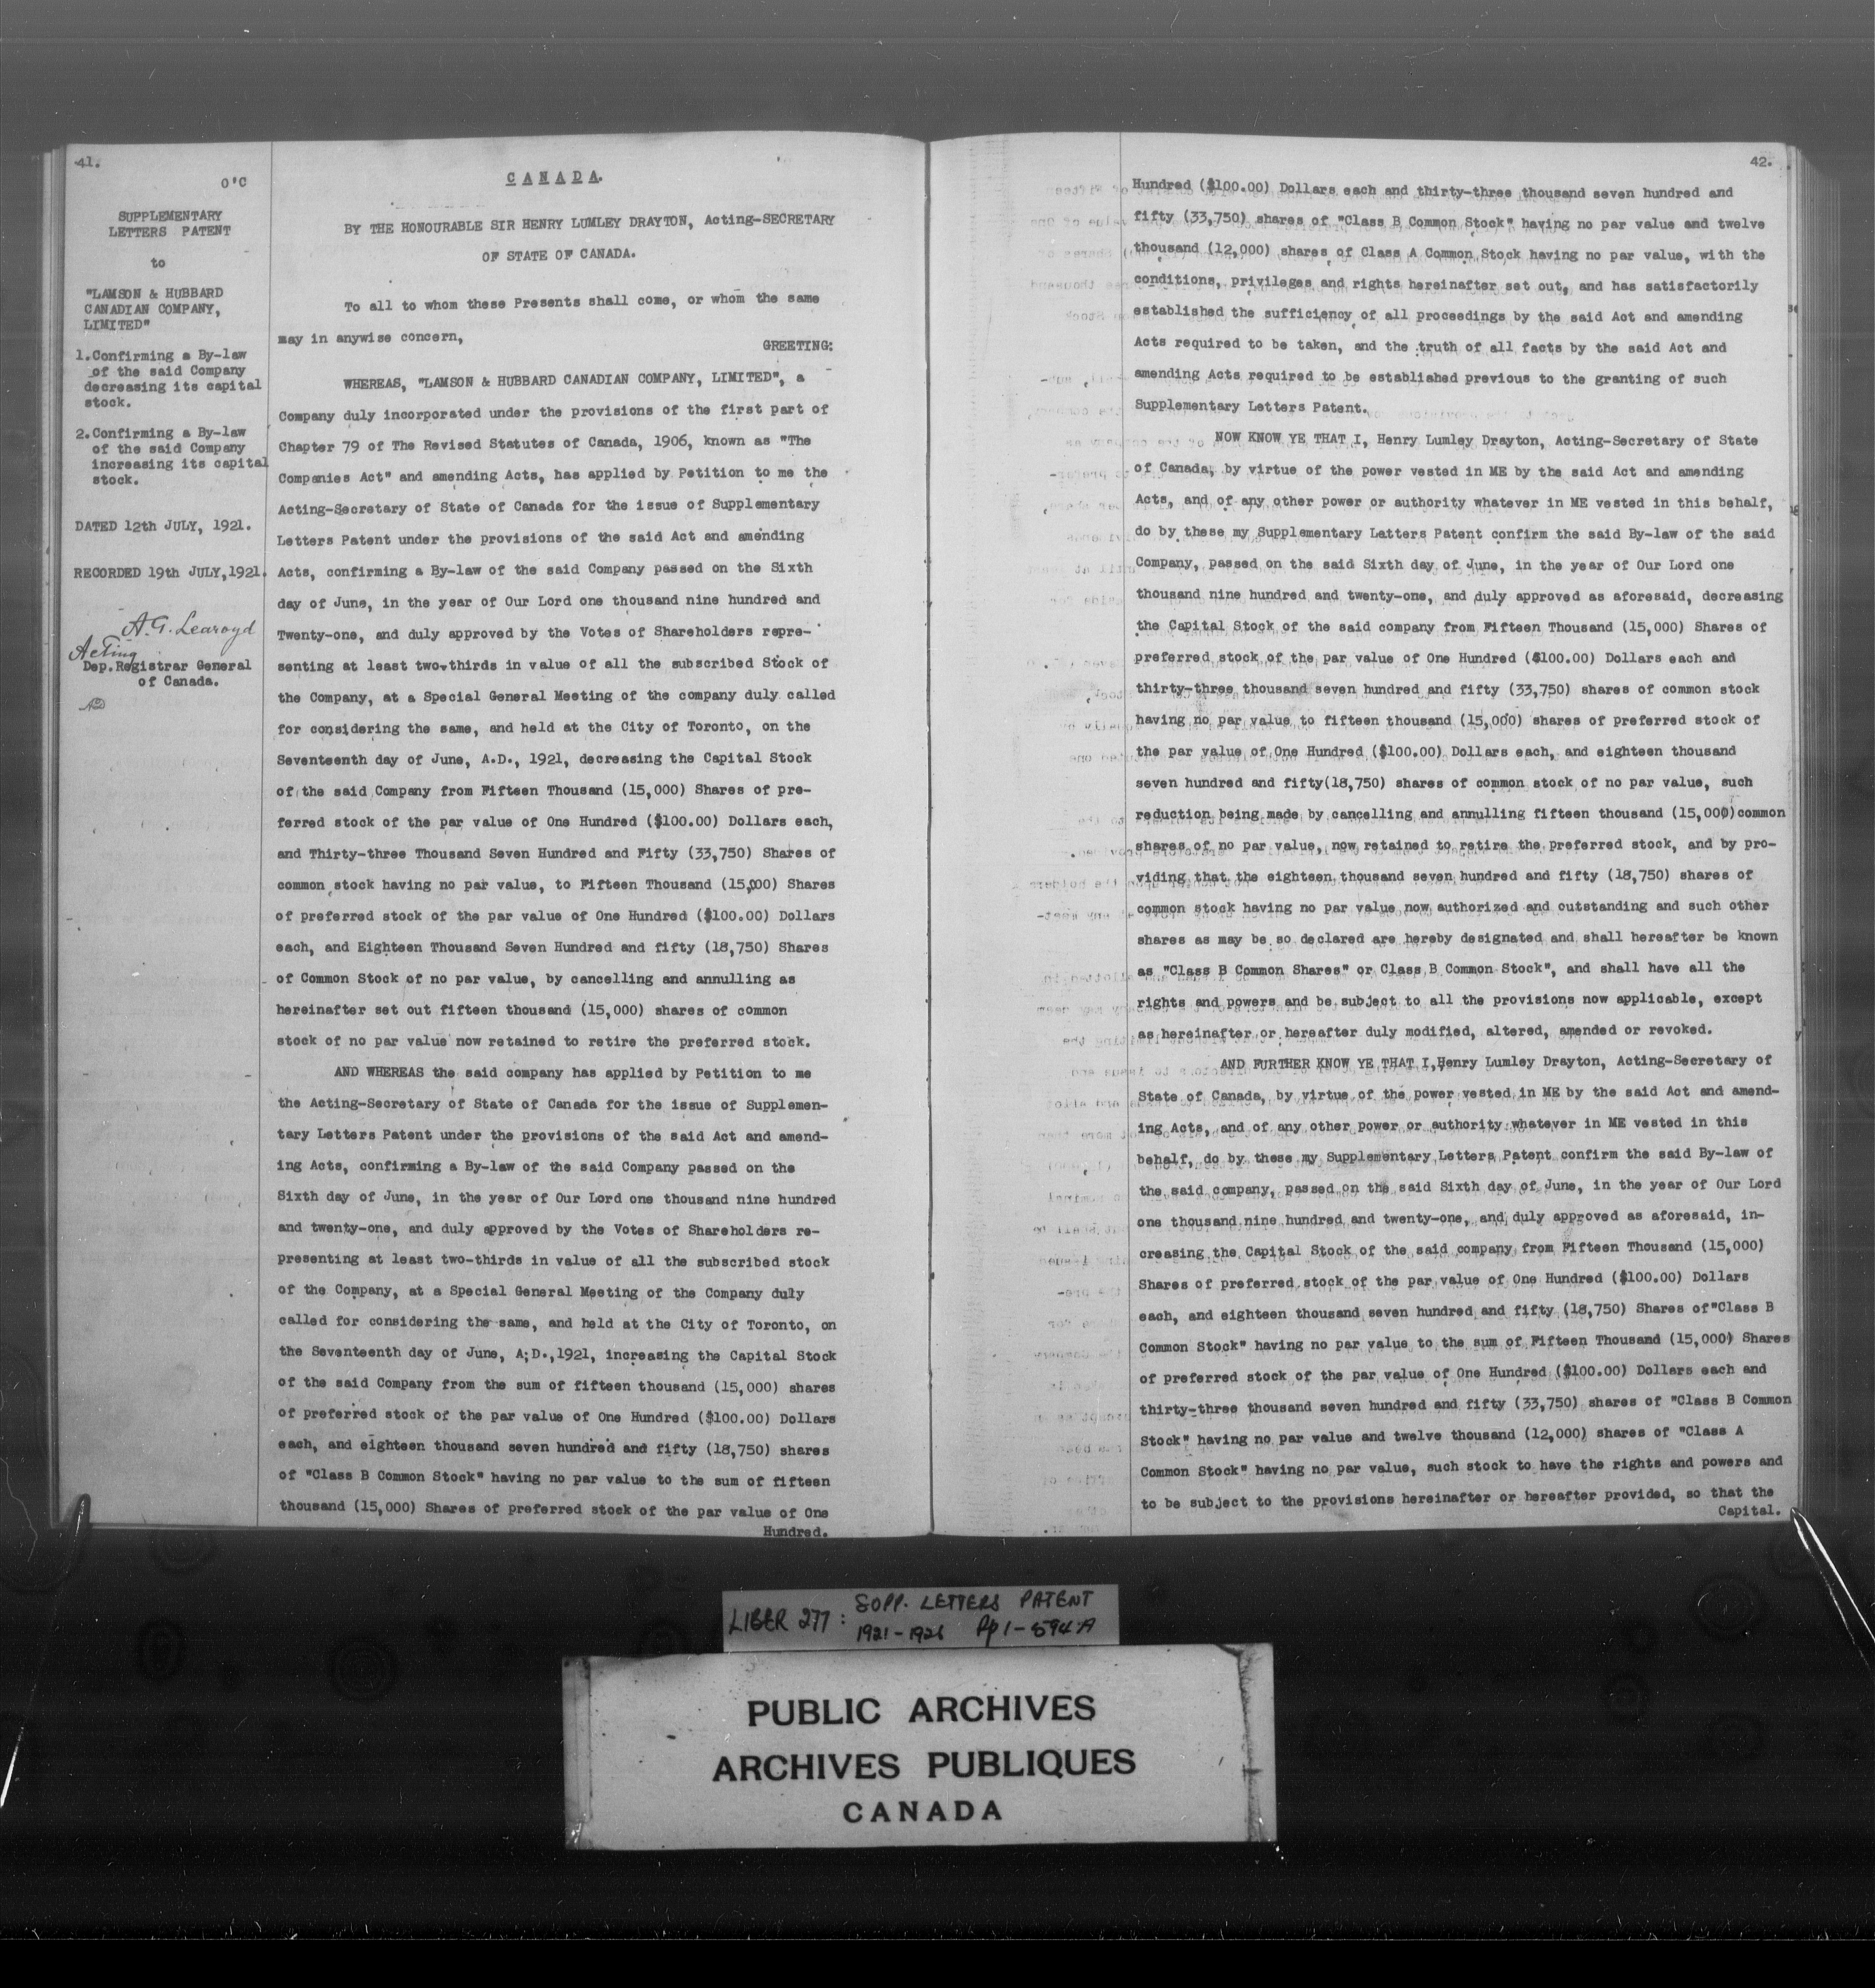 41.
O'C
SUPPLEMENTARY
LETTERS PATENT
to
"LAMSON & HUBBARD
CANADIAN COMPANY,
LIMITED"
1.Confirming a By-law
of the said Company
decreasing its capital
stock.
2.Confirming a By-law
of the said Company
increasing its capital
stock.
DATED 12th JULY, 1921.
RECORDED 19th JULY,1921.
A.G. Learoyd
Acting
Dep.Registrar General
of Canada.
CANADA.
BY THE HONOURABLE SIR HENRY LUMLEY DRAYTON, Acting-SECRETARY
OF STATE OF CANADA.
To all to whom these Presents shall come, or whom the same
may in anywise concern,
GREETING:
WHEREAS, "LAMSON & HUBBARD CANADIAN COMPANY, LIMITED", a
Company duly incorporated under the provisions of the first part of
Chapter 79 of The Revised Statutes of Canada, 1906, known as "The
Companies Act" and amending Acts, has applied by Petition to me the
Acting-Secretary of State of Canada for the issue of Supplementary
Letters Patent under the provisions of the said Act and amending
Acts, confirming a By-law of the said Company passed on the Sixth
day of June, in the year of Our Lord one thousand nine hundred and
Twenty-one, and duly approved by the Votes of Shareholders repre-
senting at least two-thirds in value of all the subscribed Stock of
the Company, at a Special General Meeting of the company duly called
for considering the same, and held at the City of Toronto, on the
Seventeenth day of June, A.D., 1921, decreasing the Capital Stock
of the said Company from Fifteen Thousand (15,000) Shares of pre-
ferred stock of the par value of One Hundred ($100.00) Dollars each,
and Thirty-three Thousand Seven Hundred and Fifty (33,750) Shares of
common stock having no par value, to Fifteen Thousand (15,000) Shares
of preferred stock of the par value of One Hundred ($100.00) Dollars
each, and Eighteen Thousand Seven Hundred and fifty (18,750) Shares
of Common Stock of no par value, by cancelling and annulling as
hereinafter set out fifteen thousand (15,000) shares of common
stock of no par value now retained to retire the preferred stock.
AND WHEREAS the said company has applied by Petition to me
the Acting-Secretary of State of Canada for the issue of Supplemen-
tary Letters Patent under the provisions of the said Act and amend-
ing Acts, confirming a By-law of the said Company passed on the
Sixth day of June, in the year of Our Lord one thousand nine hundred
and twenty-one, and duly approved by the Votes of Shareholders re-
presenting at least two-thirds in value of all the subscribed stock
of the Company, at a Special General Meeting of the Company duly
called for considering the same, and held at the City of Toronto, on
the Seventeenth day of June, A;D.,1921, increasing the Capital Stock
of the said Company from the sum of fifteen thousand (15,000) shares
of preferred stock of the par value of One Hundred ($100.00) Dollars
each, and eighteen thousand seven hundred and fifty (18,750) shares
of "Class B Common Stock" having no par value to the sum of fifteen
thousand (15,000) Shares of preferred stock of the par value of One
Hundred.
42.
Hundred ($100.00) Dollars each and thirty-three thousand seven hundred and
fifty (33,750) shares of "Class B Common Stock" having no par value and twelve
thousand (12,000) shares of Class A Common Stock having no par value, with the
conditions, privileges and rights hereinafter set out, and has satisfactorily
established the sufficiency of all proceedings by the said Act and amending
Acts required to be taken, and the truth of all facts by the said Act and
amending Acts required to be established previous to the granting of such
Supplementary Letters Patent.
NOW KNOW YE THAT I, Henry Lumley Drayton, Acting-Secretary of State
of Canada, by virtue of the power vested in ME by the said Act and amending
Acts, and of any other power or authority whatever in ME vested in this behalf,
do by these my Supplementary Latters Patent confirm the said By-law of the said
Company, passed on the said Sixth day of June, in the year of Our Lord one
thousand nine hundred and twenty-one, and duly approved as aforesaid, decreasing
the Capital Stock of the said company from Fifteen Thousand (15,000) Shares of
preferred stock of the par value of One Hundred ($100.00) Dollars each and
thirty-three thousand seven hundred and fifty (33,750) shares of common stock
having no par value to fifteen thousand (15,000) shares of preferred stock of
the par value of One Hundred ($100.00) Dollars each, and eighteen thousand
seven hundred and fifty(18,750) shares of common stock of no par value, such
reduction being made by cancelling and annulling fifteen thousand (15,000)common
shares of no par value, now retained to retire the preferred stock, and by pro-
viding that the eighteen thousand seven hundred and fifty (18,750) shares of
common stock having no par value now authorized and outstanding and such other
shares as may be so declared are hereby designated and shall hereafter be known
as "Class B Common Shares" or Class B Common Stock", and shall have all the
rights and powers and be subject to all the provisions now applicable, except
as hereinafter or hereafter duly modified, altered, amended or revoked.
AND FURTHER KNOW YE THAT I,Henry Lumley Drayton, Acting-Secretary of
State of Canada, by virtue of the power vested in ME by the said Act and amend-
ing Acts, and of any other power or authority whatever in ME vested in this
behalf, do by these my Supplementary Letters Patent confirm the said By-law of
the said company, passed on the said Sixth day of June, in the year of Our Lord
one thousand nine hundred and twenty-one, and duly approved as aforesaid, in-
creasing the Capital Stock of the said company from Fifteen Thousand (15,000)
Shares of preferred stock of the par value of One Hundred ($100.00) Dollars
each, and eighteen thousand seven hundred and fifty (18,750) Shares of"Class B
Common Stock" having no par value to the sum of Fifteen Thousand (15,000) Shares
of preferred stock of the par value of One Hundred ($100.00) Dollars each and
thirty-three thousand seven hundred and fifty (33,750) shares of "Class B Common
Stock" having no par value and twelve thousand (12,000) shares of "Class A
Common Stock" having no par value, such stock to have the rights and powers and
to be subject to the provisions hereinafter or hereafter provided, so that the
Capital.
LIBER 277: SUPP. LETTERS PATENT
1921-1926 Pp 1-594A
PUBLIC ARCHIVES
ARCHIVES PUBLIQUES
CANADA